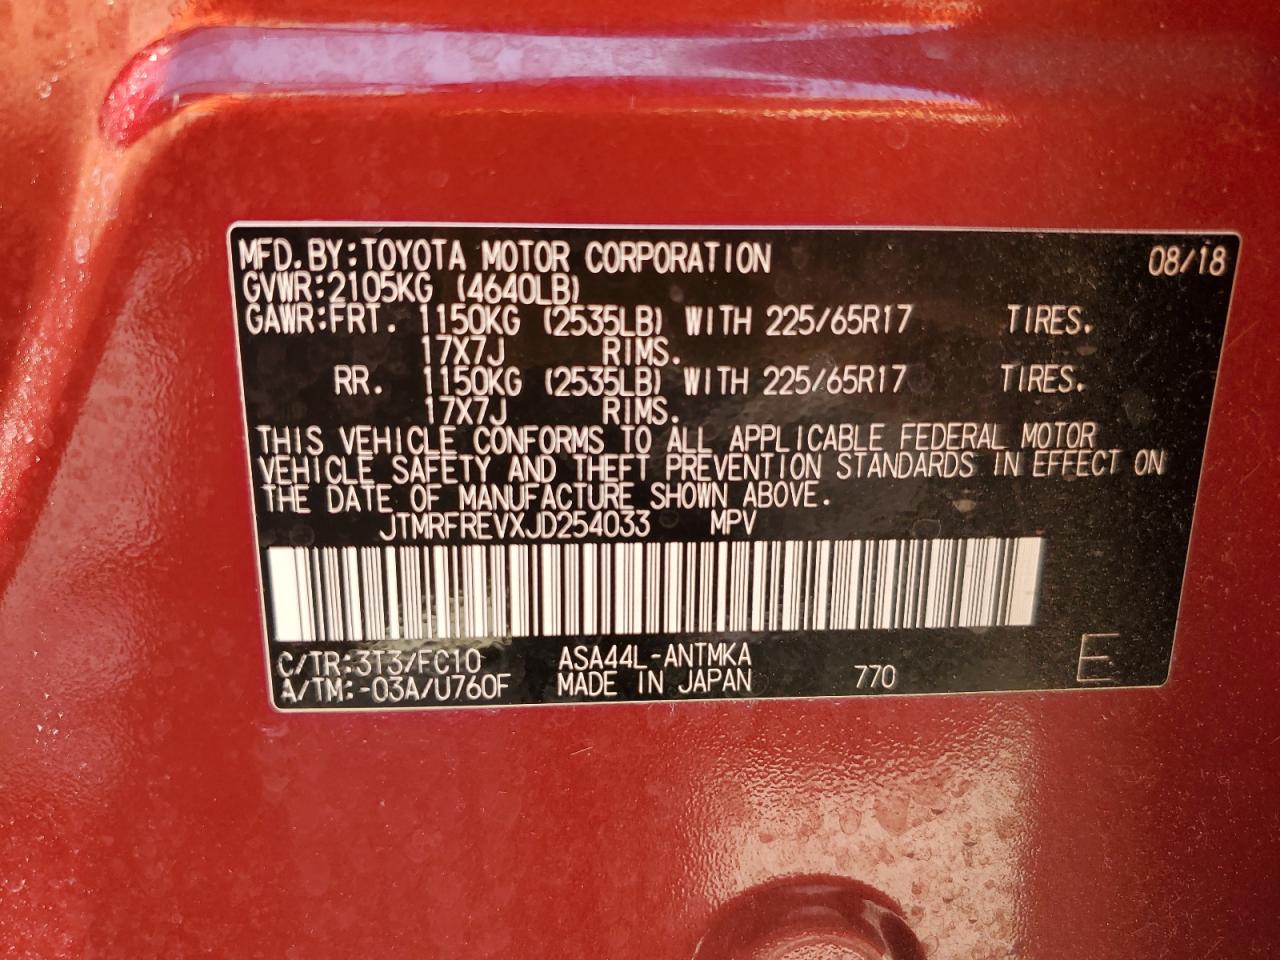 MFD.BY:TOYOTA MOTOR CORPORATION 08/18
GVWR:2105KG (4640LB)
GAWR:FRT. 1150KG (2535LB) WITH 225/65R17 TIRES.
17X7J RIMS.
RR. 1150KG (2535LB) WITH 225/65R17 TIRES.
17X7J RIMS.
THIS VEHICLE CONFORMS TO ALL APPLICABLE FEDERAL MOTOR
VEHICLE SAFETY AND THEFT PREVENTION STANDARDS IN EFFECT ON
THE DATE OF MANUFACTURE SHOWN ABOVE.
JTMRFREVXJD254033 MPV
C/TR:3T3/FC10 ASA44L-ANTMKA
A/TM:-03A/U760F MADE IN JAPAN 770 E